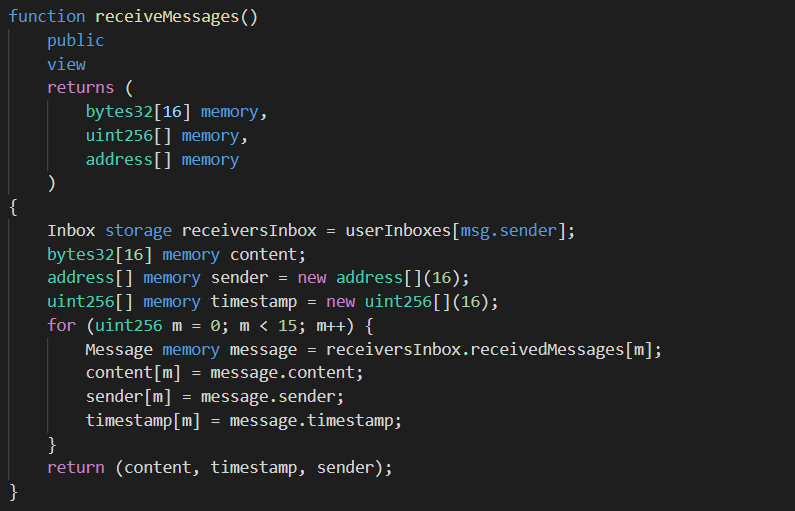 function receiveMessages()
    public
    view
    returns (
        bytes32[16] memory,
        uint256[] memory,
        address[] memory
    )
{
    Inbox storage receiversInbox = userInboxes[msg.sender];
    bytes32[16] memory content;
    address[] memory sender = new address[](16);
    uint256[] memory timestamp = new uint256[](16);
    for (uint256 m = 0; m < 15; m++) {
        Message memory message = receiversInbox.receivedMessages[m];
        content[m] = message.content;
        sender[m] = message.sender;
        timestamp[m] = message.timestamp;
    }
    return (content, timestamp, sender);
}